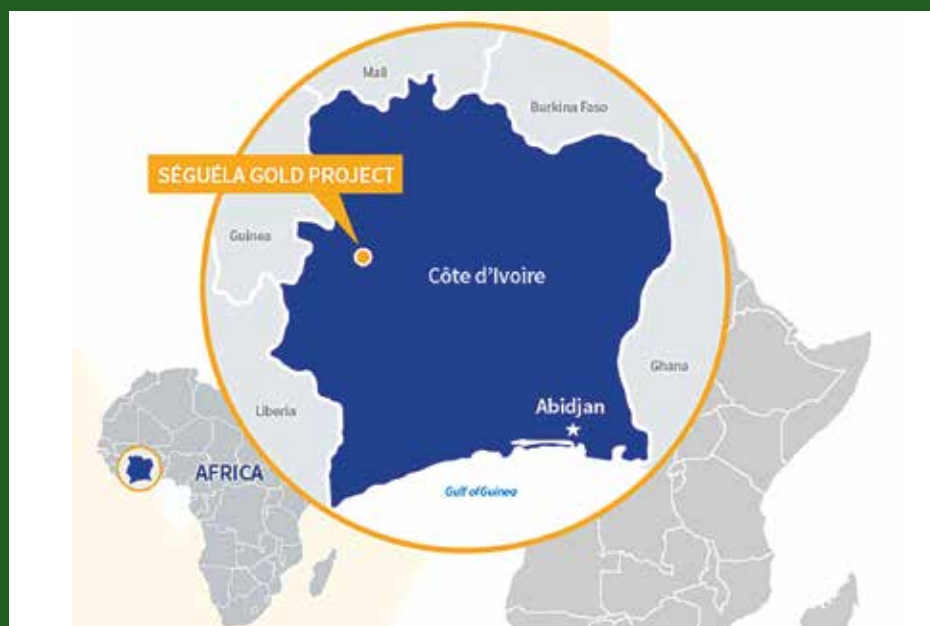 Mali
Burkina Faso
SÉGUÉLA GOLD PROJECT
Guinea
Côte d'Ivoire
Ghana
Abidjan
Liberia
AFRICA
Gulf of Guinea